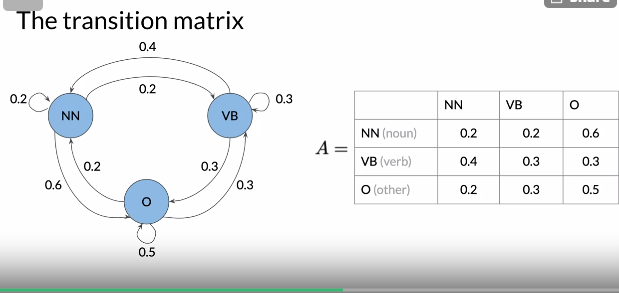 The transition matrix
0.4
0.2
0.2
0.3
NN
VB
0.2
0.3
0.6
0.3
O
0.5
A =
NN VB O
NN (noun) 0.2 0.2 0.6
VB (verb) 0.4 0.3 0.3
O (other) 0.2 0.3 0.5